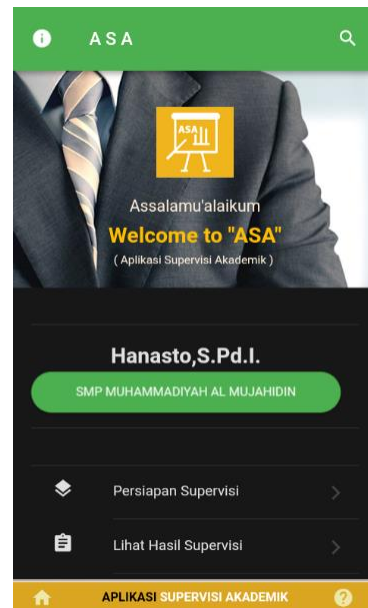 A S A
ASA
Assalamu'alaikum
Welcome to "ASA"
( Aplikasi Supervisi Akademik )
Hanasto,S.Pd.I.
SMP MUHAMMADIYAH AL MUJAHIDIN
Persiapan Supervisi
Lihat Hasil Supervisi
APLIKASI SUPERVISI AKADEMIK